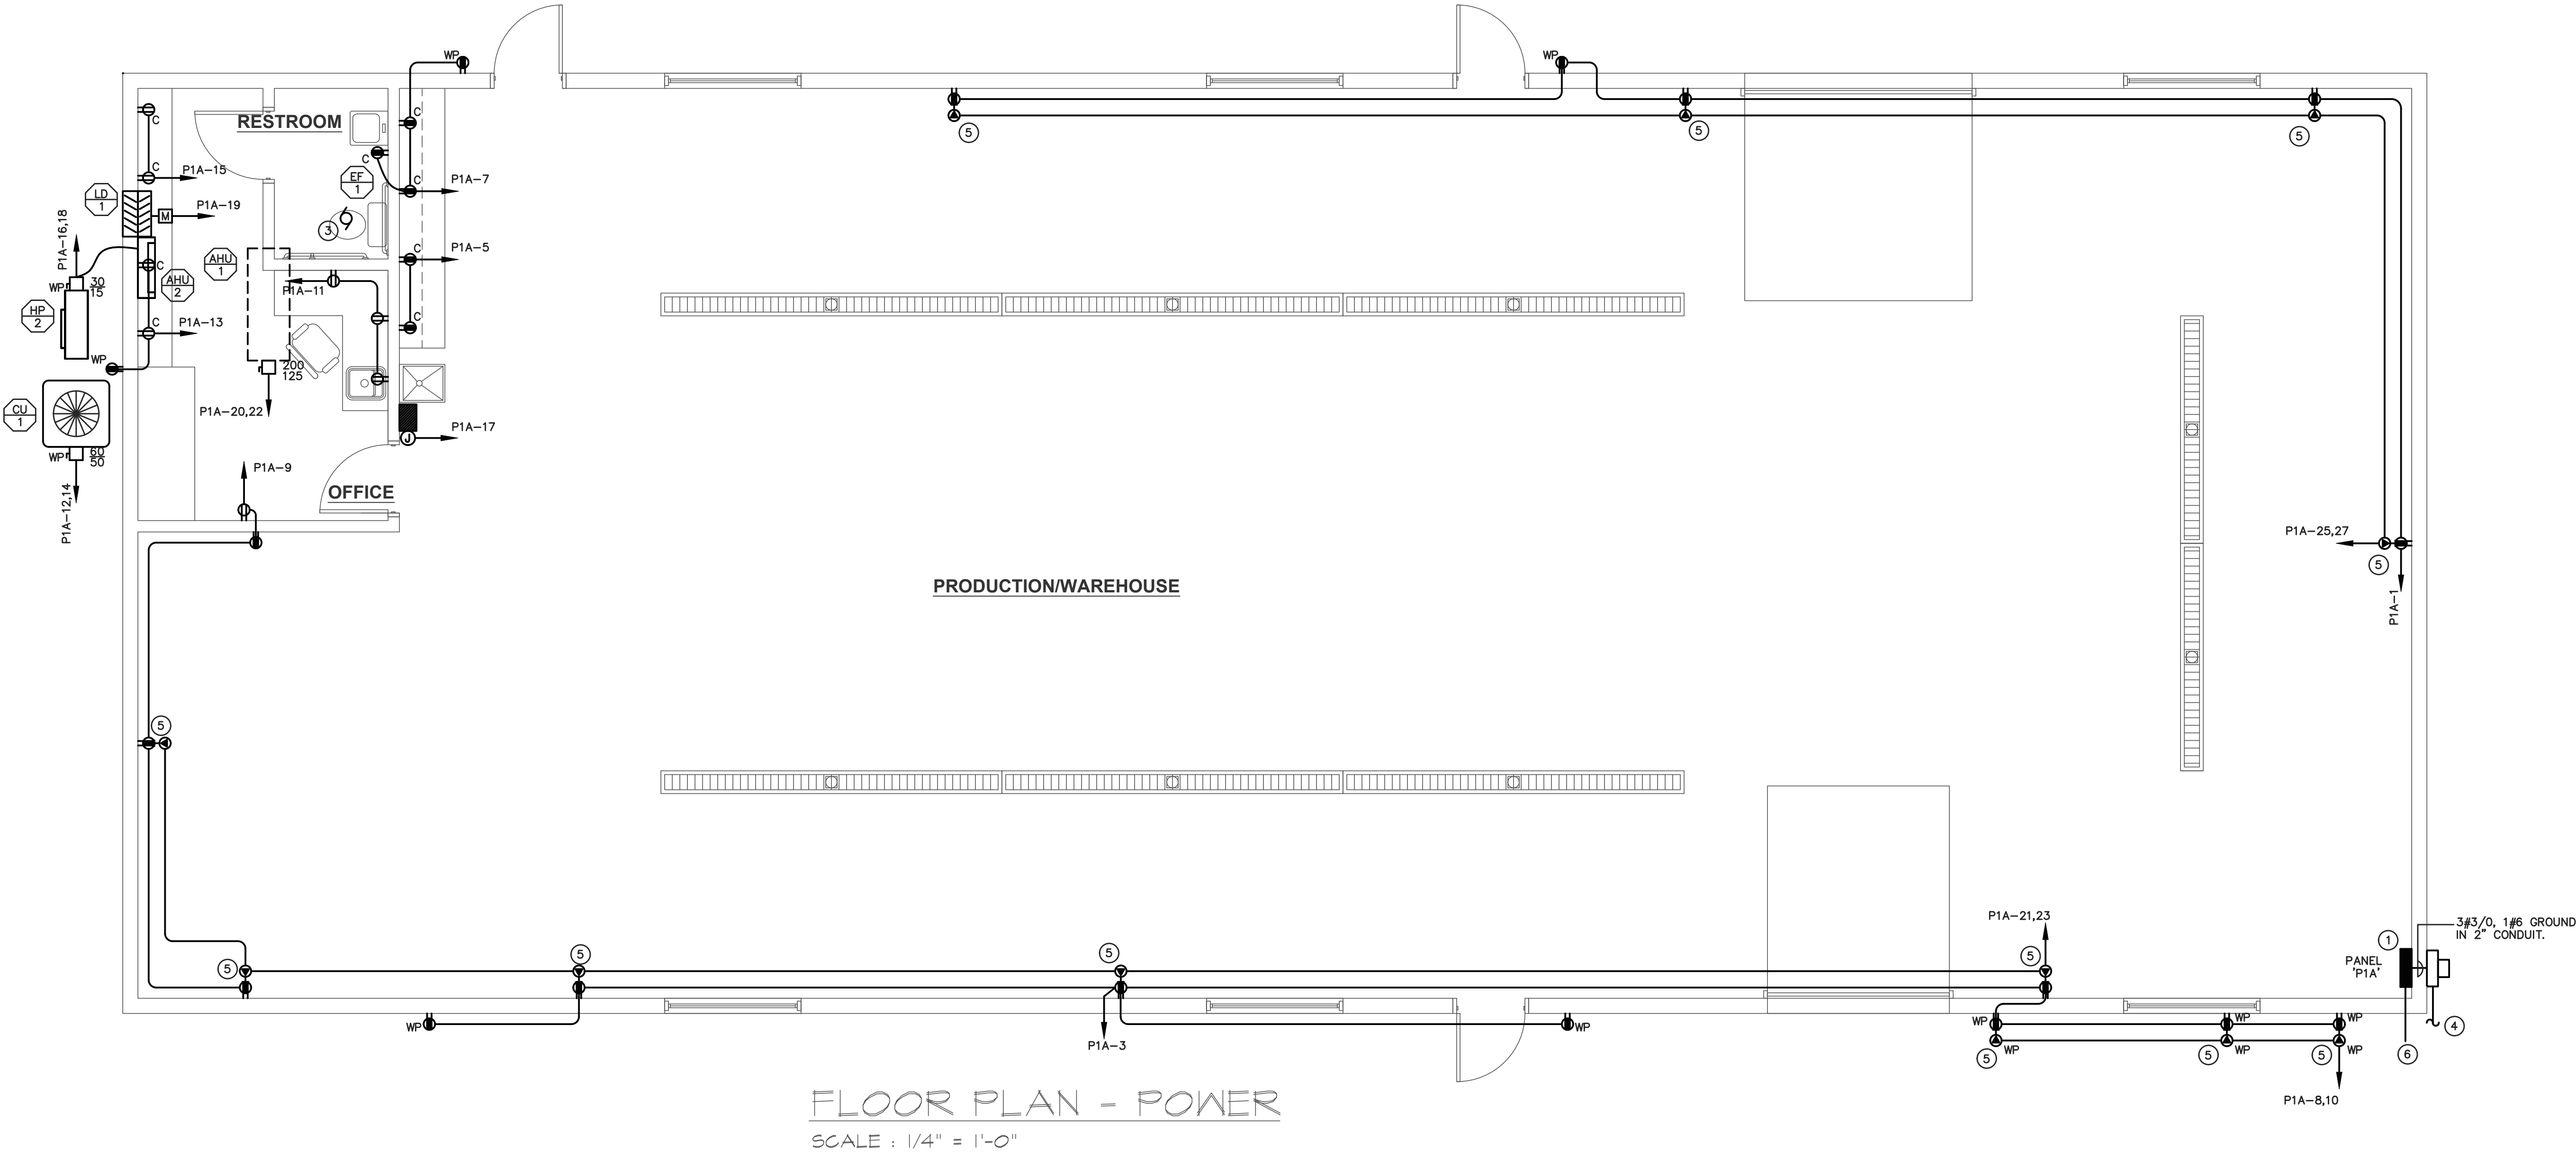 WP
WP
RESTROOM
C
C
5
5
5
C
EF
1
C
P1A-15
C
P1A-7
LD
1
P1A-19
M
3
P1A-16,18
AHU
1
C
P1A-5
C
AHU
2
WP
30
15
P1A-11
HP
2
C
P1A-13
C
WP
200
125
P1A-20,22
CU
1
P1A-17
J
WP
60
50
P1A-9
P1A-12,14
OFFICE
P1A-25,27
5
P1A-1
PRODUCTION/WAREHOUSE
5
P1A-21,23
3#3/0, 1#6 GROUND
IN 2" CONDUIT.
1
5
5
5
5
PANEL
'P1A'
WP
WP
P1A-3
WP
WP
WP
4
5
WP
5
WP
5
WP
6
P1A-8,10
FLOOR PLAN - POWER
SCALE : 1/4" = 1'-0"